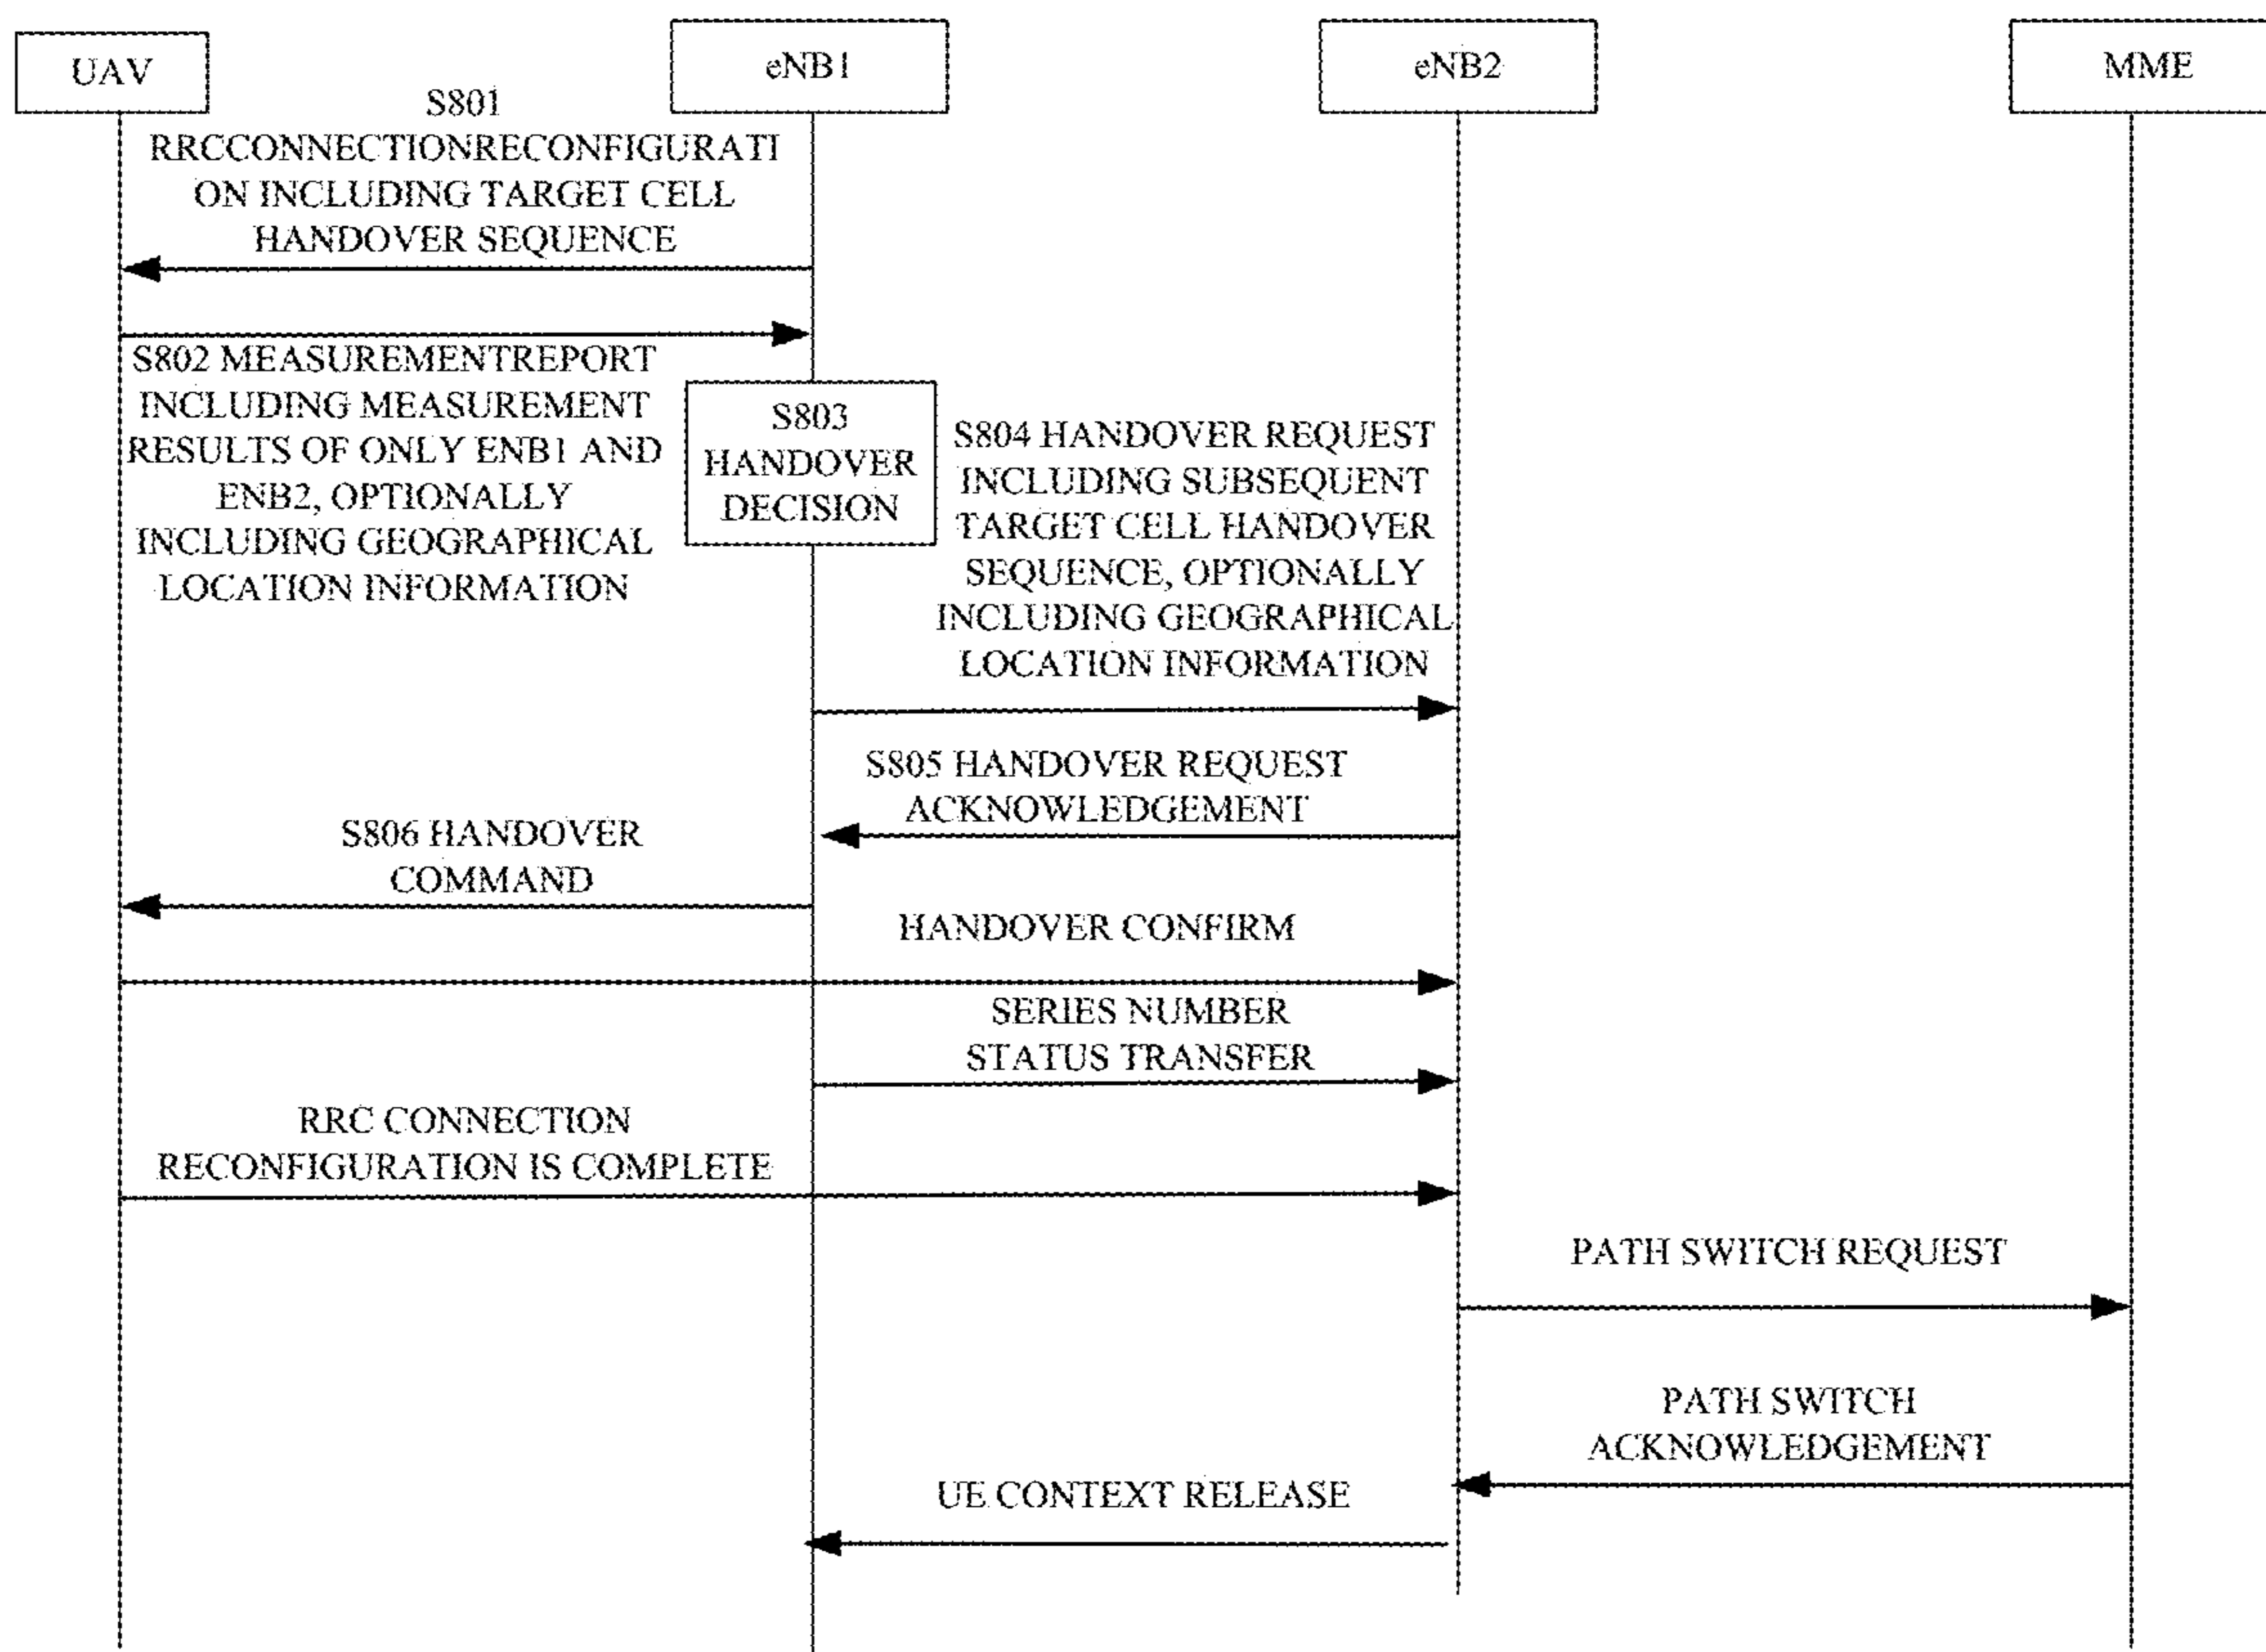 UAV
eNB1
eNB2
MME
S801
RRCCONNECTIONRECONFIGURATI
ON INCLUDING TARGET CELL
HANDOVER SEQUENCE
S802 MEASUREMENTREPORT
INCLUDING MEASUREMENT
RESULTS OF ONLY ENB1 AND
ENB2, OPTIONALLY
INCLUDING GEOGRAPHICAL
LOCATION INFORMATION
S803
HANDOVER
DECISION
S804 HANDOVER REQUEST
INCLUDING SUBSEQUENT
TARGET CELL HANDOVER
SEQUENCE, OPTIONALLY
INCLUDING GEOGRAPHICAL
LOCATION INFORMATION
S805 HANDOVER REQUEST
ACKNOWLEDGEMENT
S806 HANDOVER
COMMAND
HANDOVER CONFIRM
SERIES NUMBER
STATUS TRANSFER
RRC CONNECTION
RECONFIGURATION IS COMPLETE
PATH SWITCH REQUEST
PATH SWITCH
ACKNOWLEDGEMENT
UE CONTEXT RELEASE